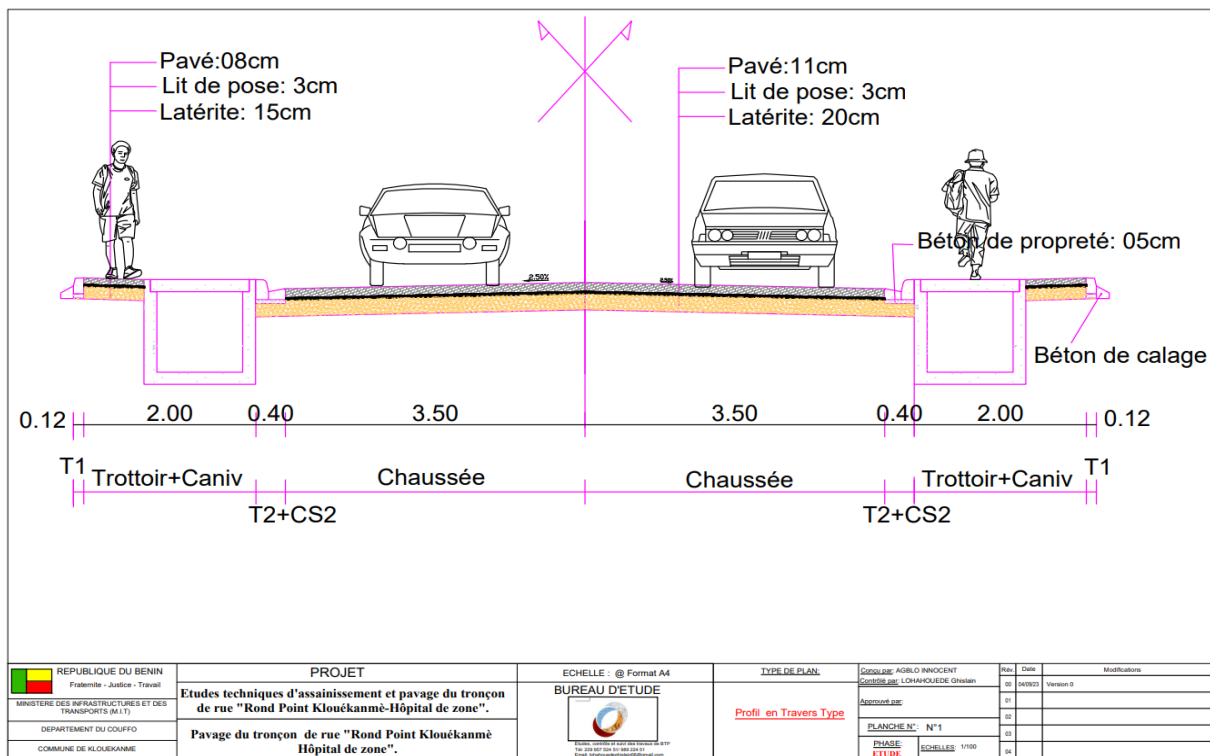 Pavé:08cm
Lit de pose: 3cm
Latérite: 15cm
Pavé:11cm
Lit de pose: 3cm
Latérite: 20cm
Béton de propreté: 05cm
2.50%
2.50%
Béton de calage
0.12
2.00
0.40
3.50
3.50
0.40
2.00
0.12
T1
Trottoir+Caniv
Chaussée
Chaussée
Trottoir+Caniv
T1
T2+CS2
T2+CS2
REPUBLIQUE DU BENIN
Fraternite - Justice - Travail
MINISTERE DES INFRASTRUCTURES ET DES
TRANSPORTS (M.I.T)
DEPARTEMENT DU COUFFO
COMMUNE DE KLOUEKANME
PROJET
Etudes techniques d'assainissement et pavage du tronçon
de rue "Rond Point Klouékanmè-Hôpital de zone".
Pavage du tronçon de rue "Rond Point Klouékanmè
Hôpital de zone".
ECHELLE : @ Format A4
BUREAU D'ETUDE
TYPE DE PLAN:
Profil en Travers Type
Conçu par: AGBLO INNOCENT
Contrôlé par: LOHAHOUEDE Ghislain
Approuvé par:
PLANCHE N°: N°1
PHASE:
ETUDE
ECHELLES: 1/100
Rév. Date Modifications
00 04/09/23 Version 0
01
02
03
04